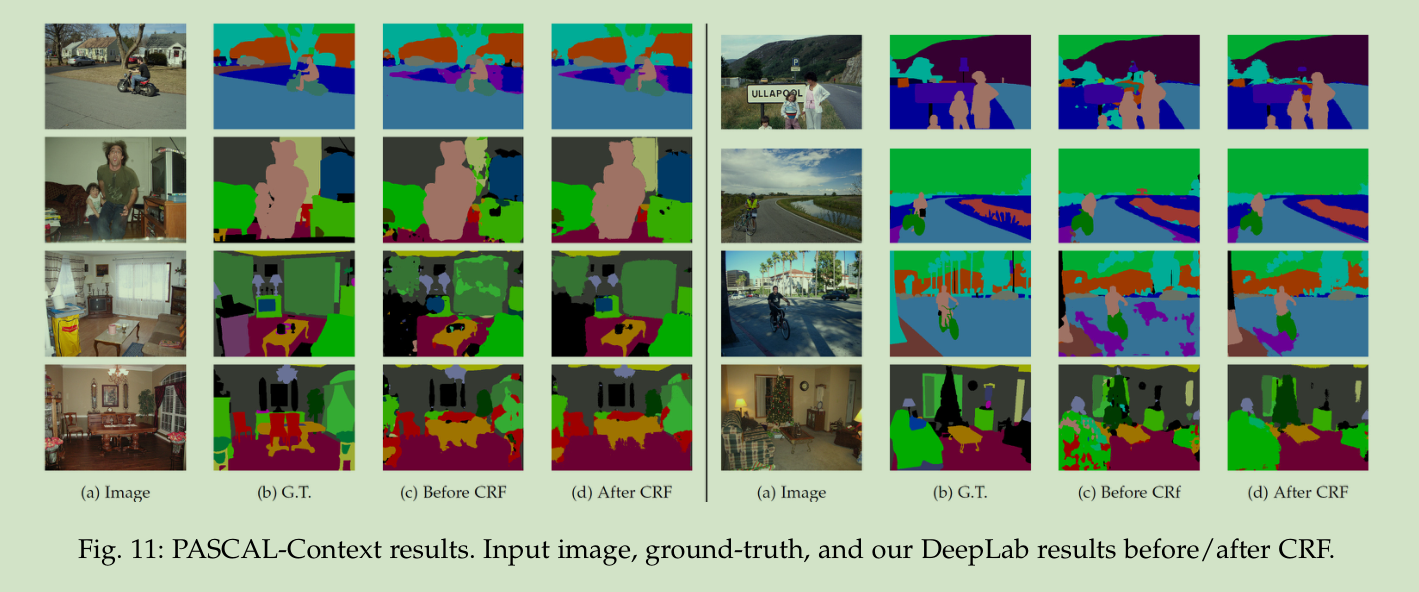 ULLAPOOL
P
(a) Image
(b) G.T.
(c) Before CRF
(d) After CRF
(a) Image
(b) G.T.
(c) Before CRf
(d) After CRF
Fig. 11: PASCAL-Context results. Input image, ground-truth, and our DeepLab results before/after CRF.